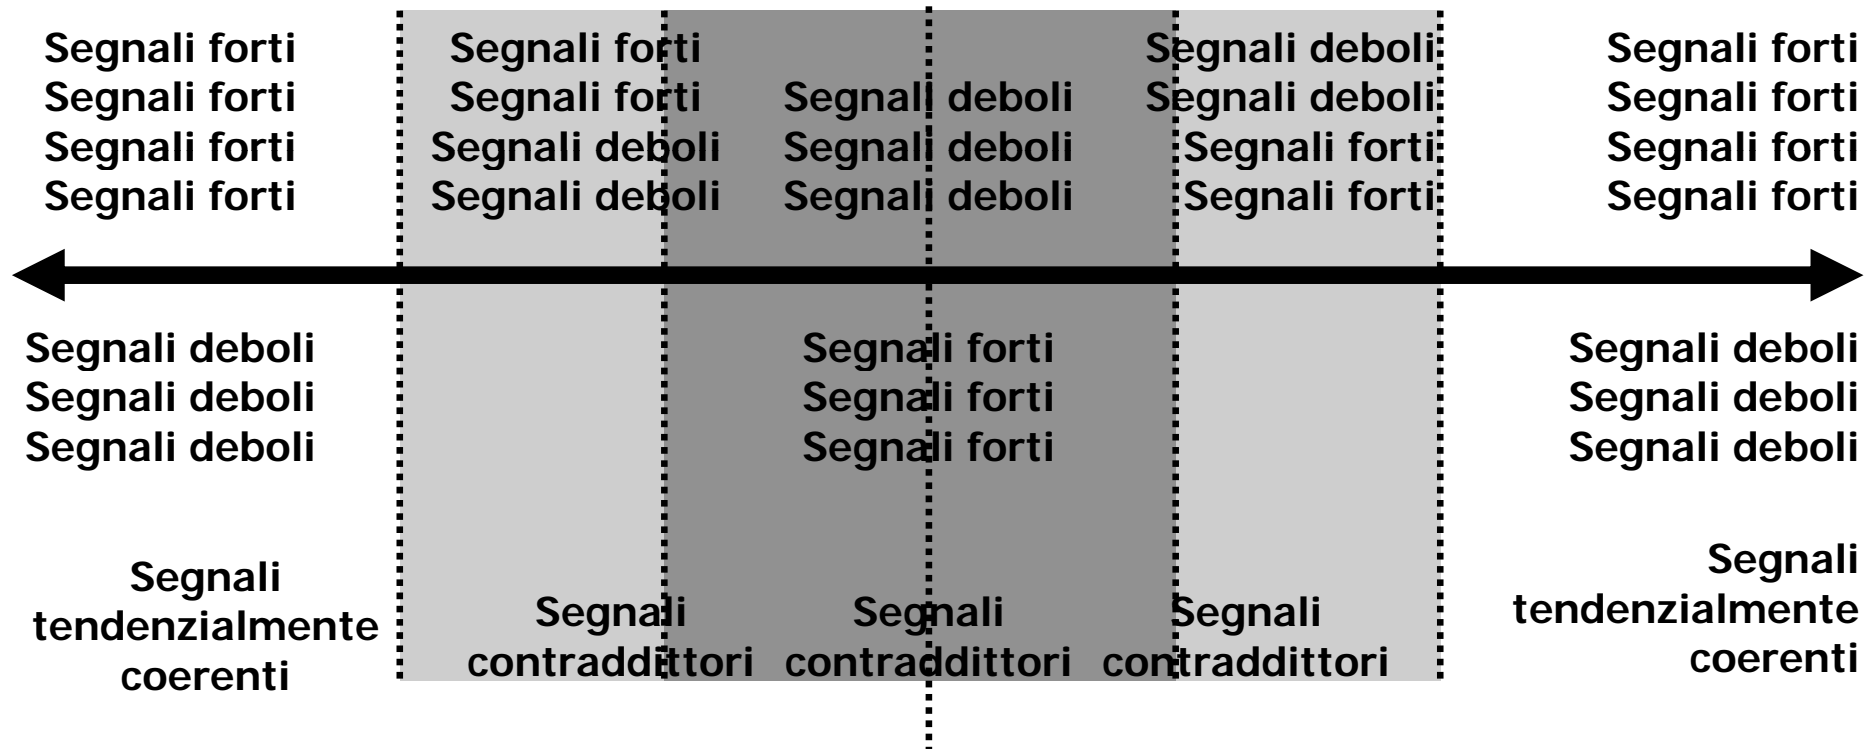 Segnali forti
Segnali forti
Segnali forti
Segnali forti
Segnali forti
Segnali forti
Segnali deboli
Segnali deboli
Segnali deboli
Segnali deboli
Segnali deboli
Segnali deboli
Segnali deboli
Segnali forti
Segnali forti
Segnali forti
Segnali forti
Segnali forti
Segnali forti
Segnali deboli
Segnali deboli
Segnali deboli
Segnali forti
Segnali forti
Segnali forti
Segnali deboli
Segnali deboli
Segnali deboli
Segnali
tendenzialmente
coerenti
Segnali
contraddittori
Segnali
contraddittori
Segnali
contraddittori
Segnali
tendenzialmente
coerenti